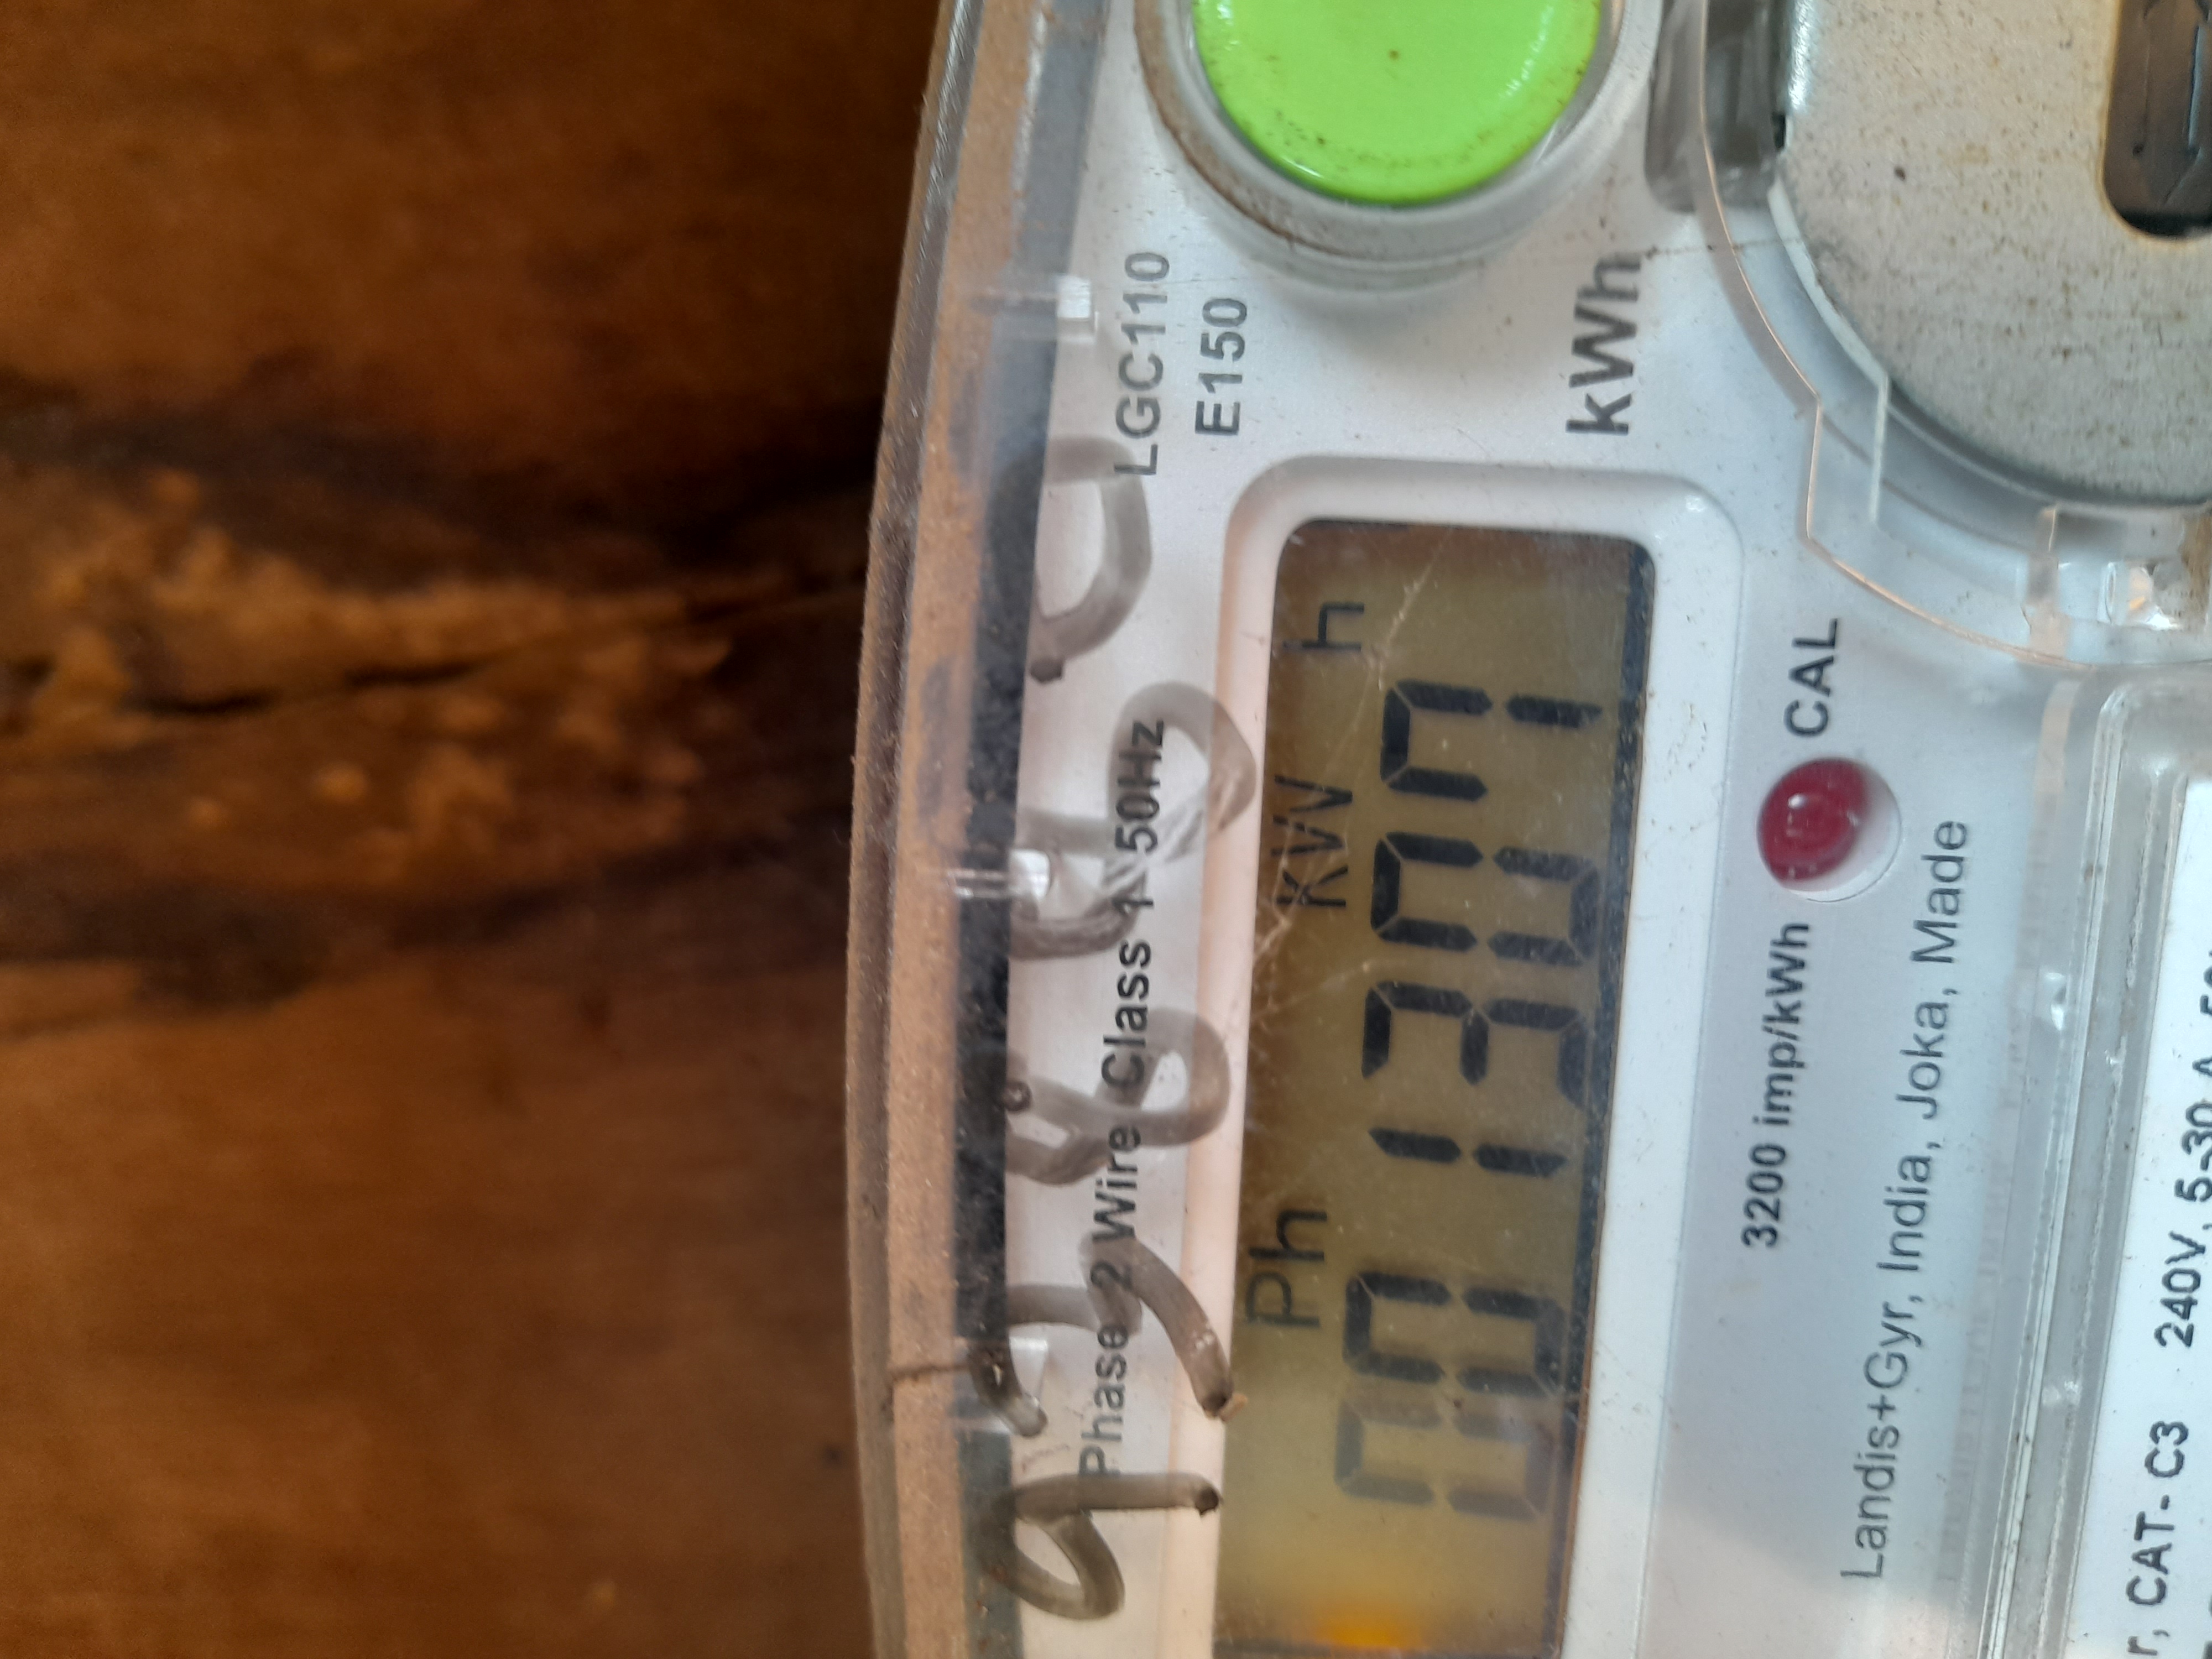 LGC110
Phase 2 Wire Class 1 50Hz
E150
Ph KW h
001307
kWh
3200 imp/kWh CAL
Landis+Gyr, India, Joka, Made
CAT- C3 240V, 5-30 A